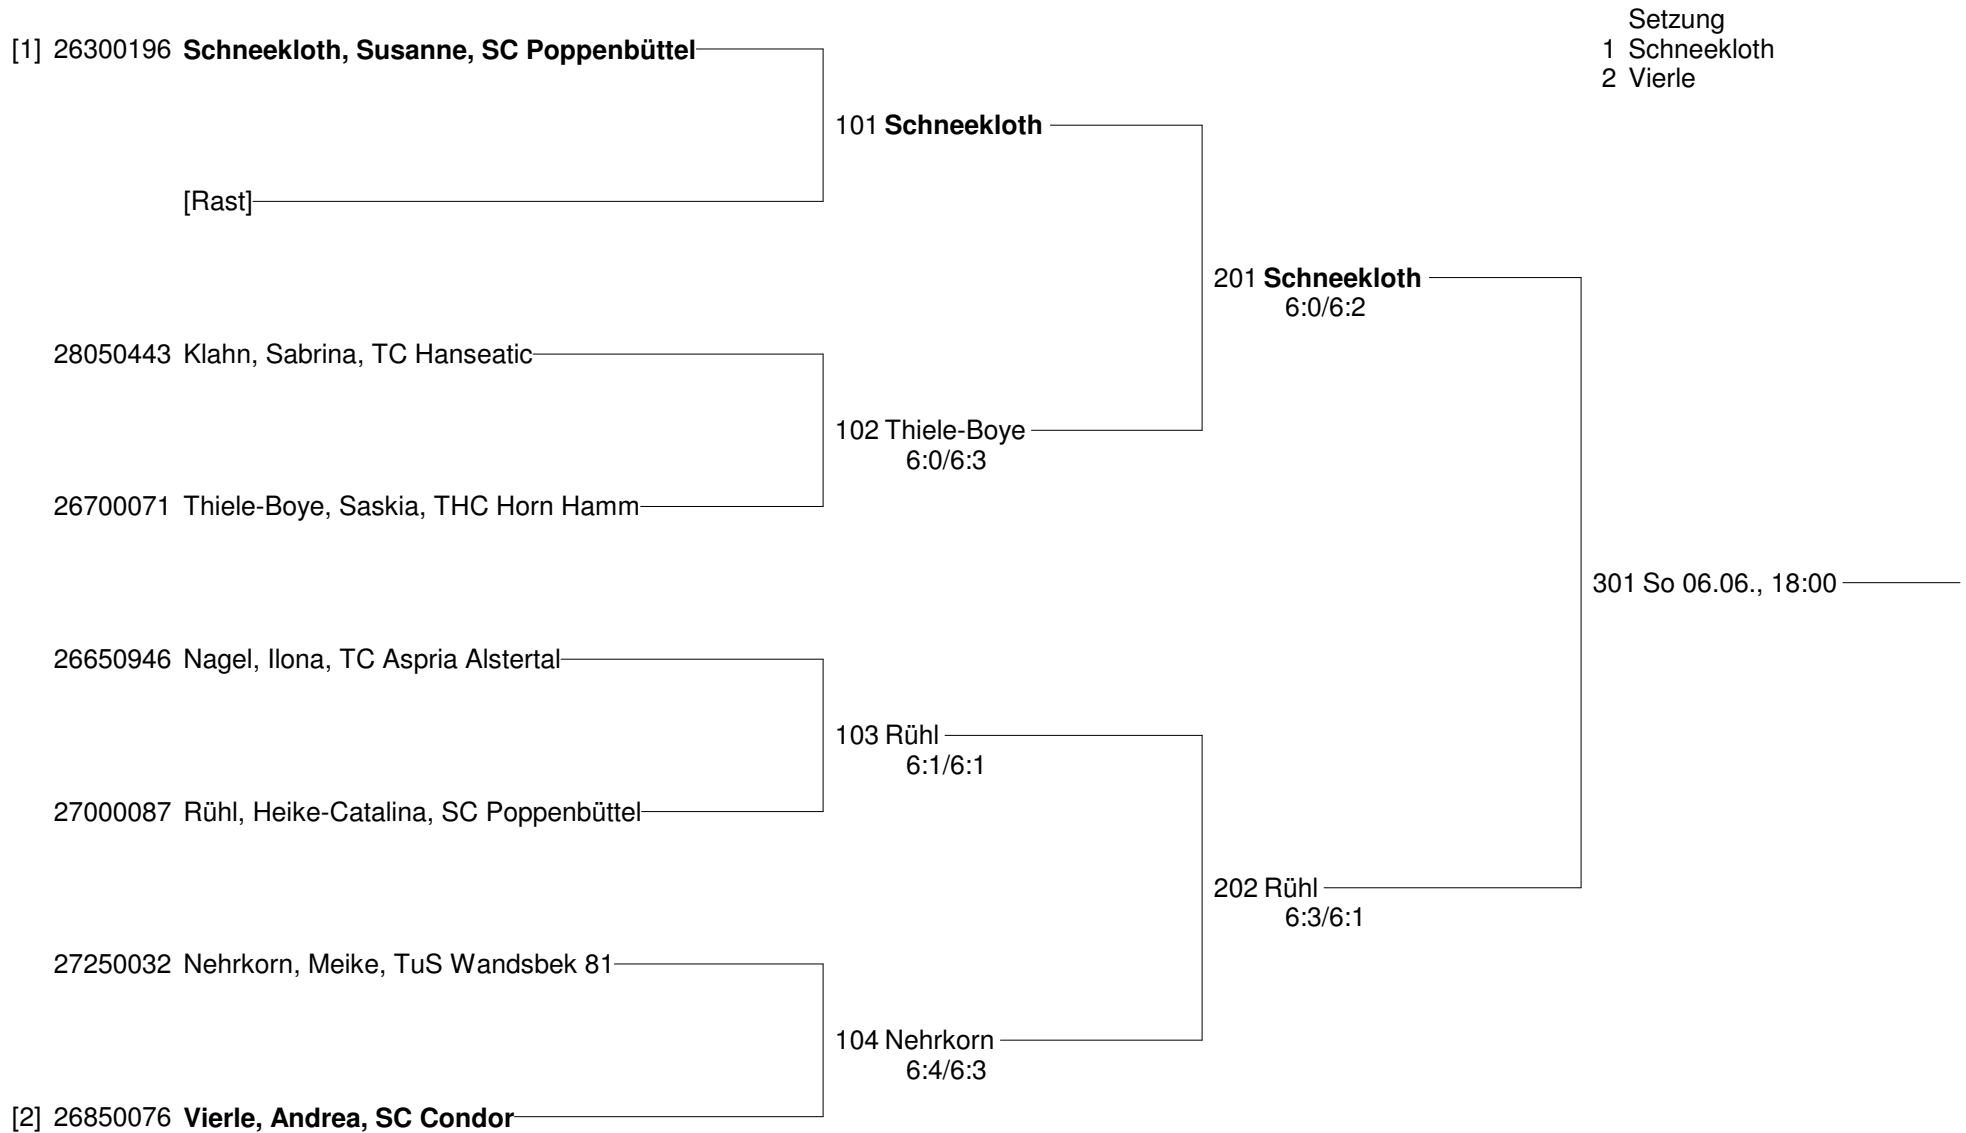 Setzung
1 Schneekloth
2 Vierle
[1] 26300196 Schneekloth, Susanne, SC Poppenbüttel
101 Schneekloth
[Rast]
201 Schneekloth
6:0/6:2
28050443 Klahn, Sabrina, TC Hanseatic
102 Thiele-Boye
6:0/6:3
26700071 Thiele-Boye, Saskia, THC Horn Hamm
301 So 06.06., 18:00
26650946 Nagel, Ilona, TC Aspria Alstertal
103 Rühl
6:1/6:1
27000087 Rühl, Heike-Catalina, SC Poppenbüttel
202 Rühl
6:3/6:1
27250032 Nehrkorn, Meike, TuS Wandsbek 81
104 Nehrkorn
6:4/6:3
[2] 26850076 Vierle, Andrea, SC Condor